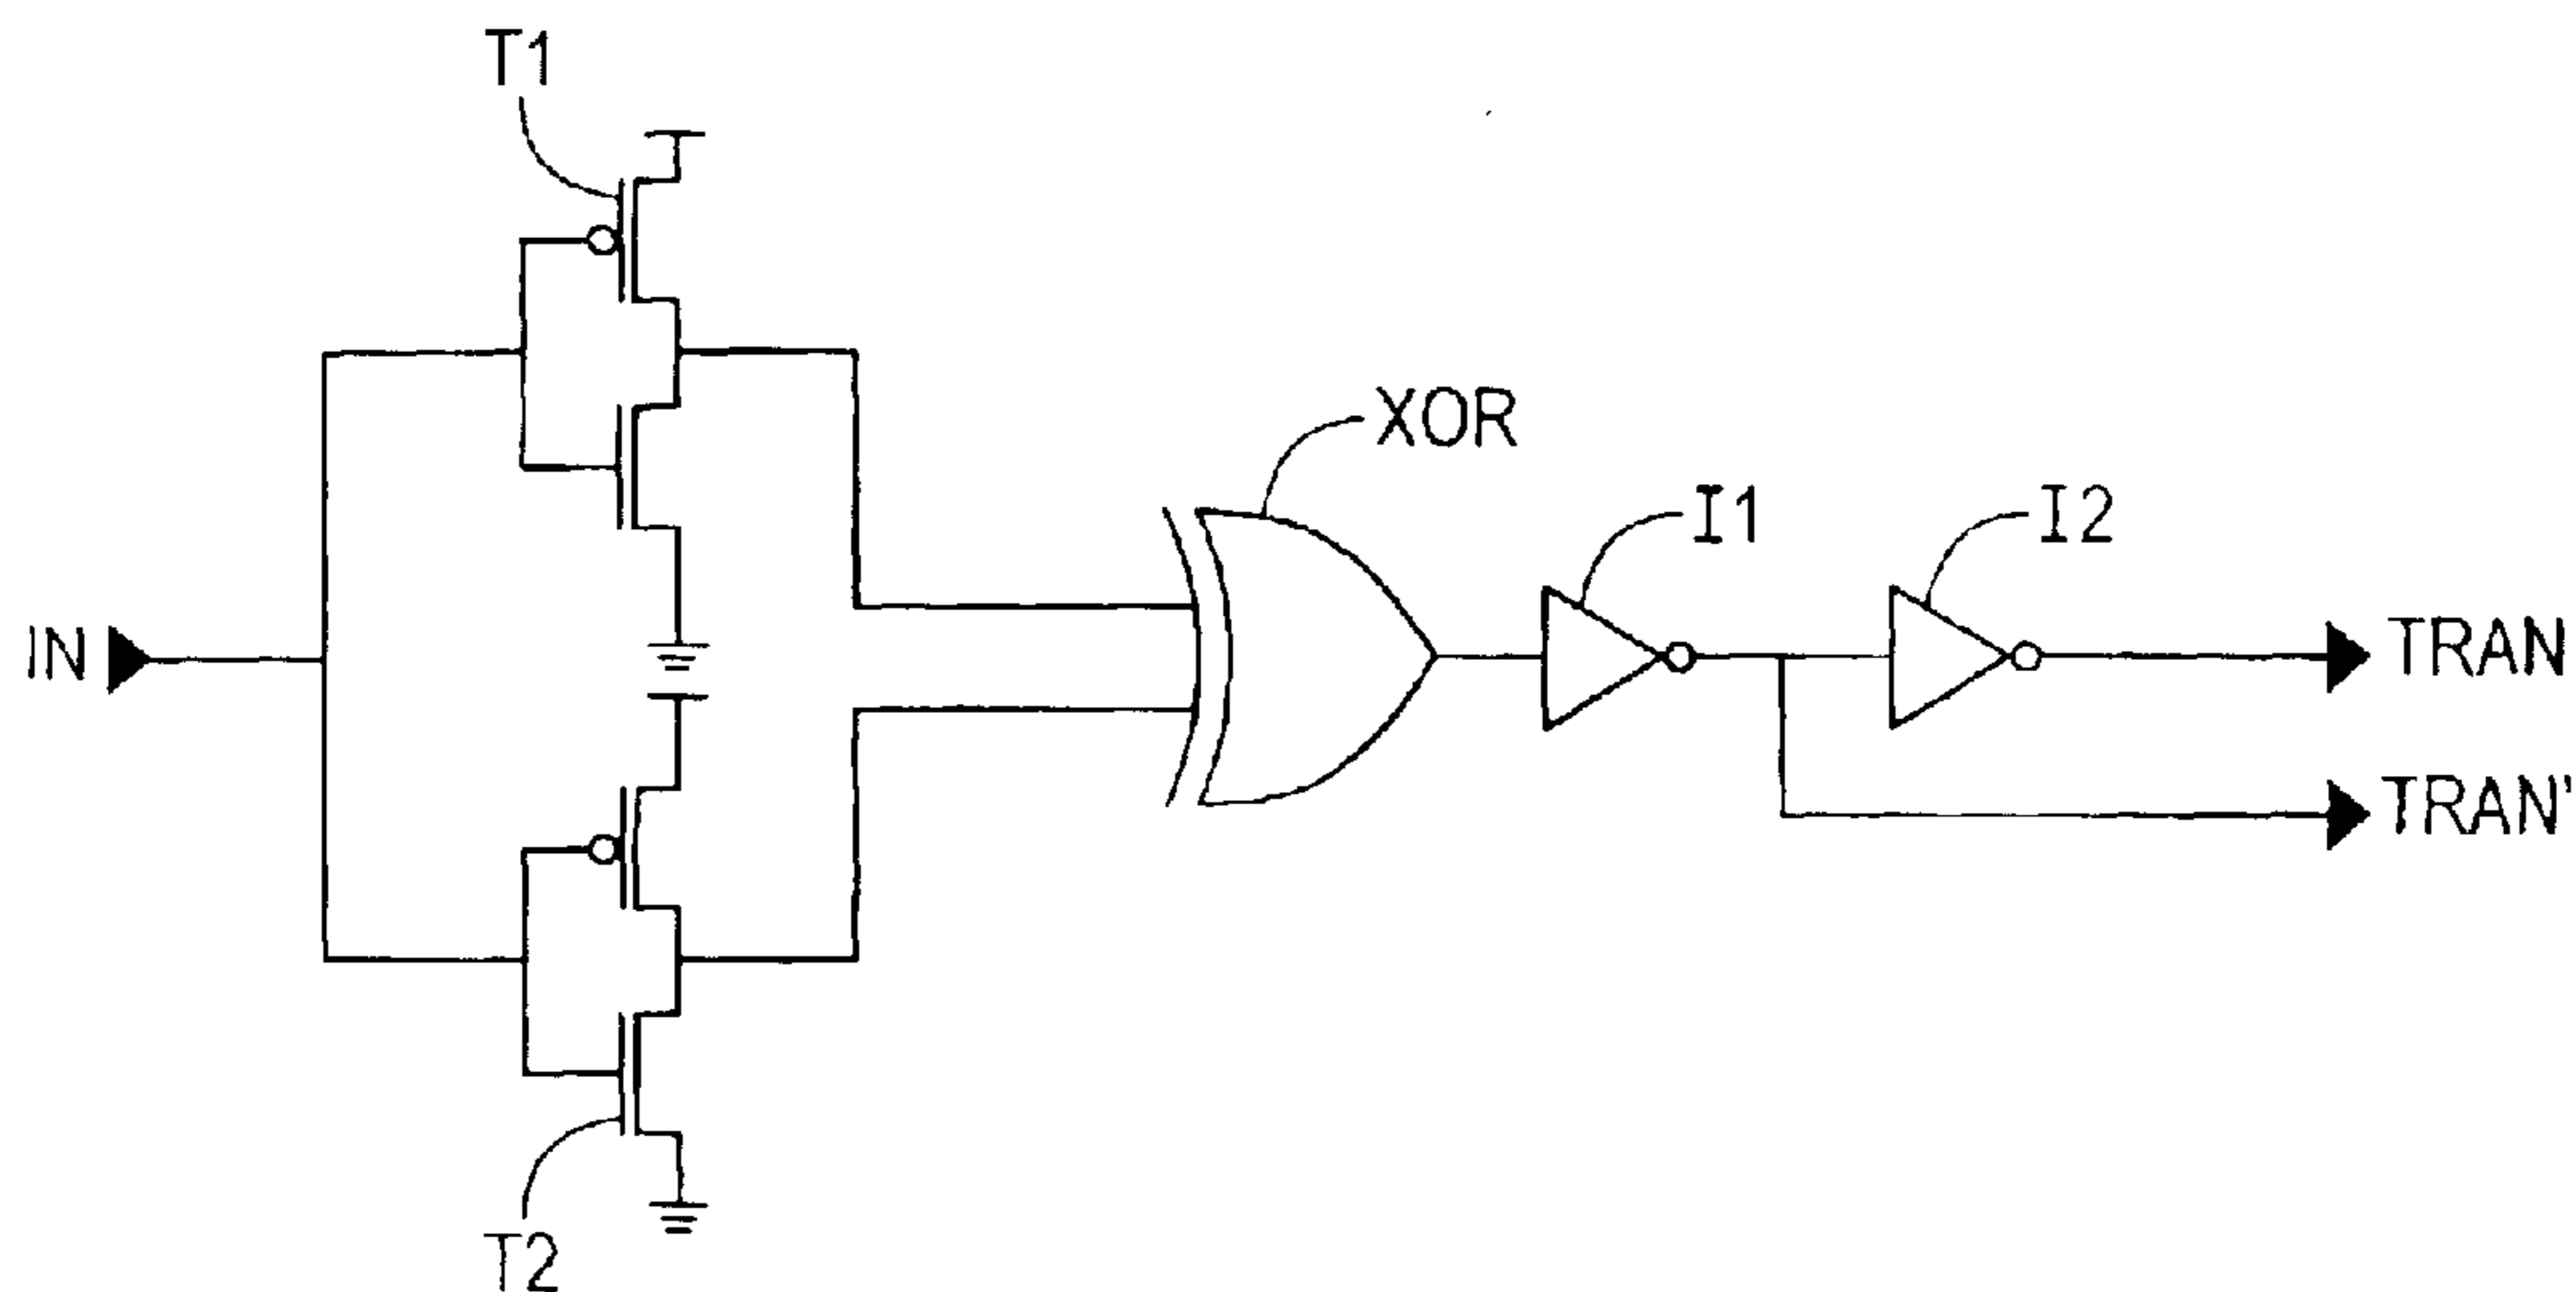 T1
XOR
I1
I2
IN
TRAN
TRAN'
T2